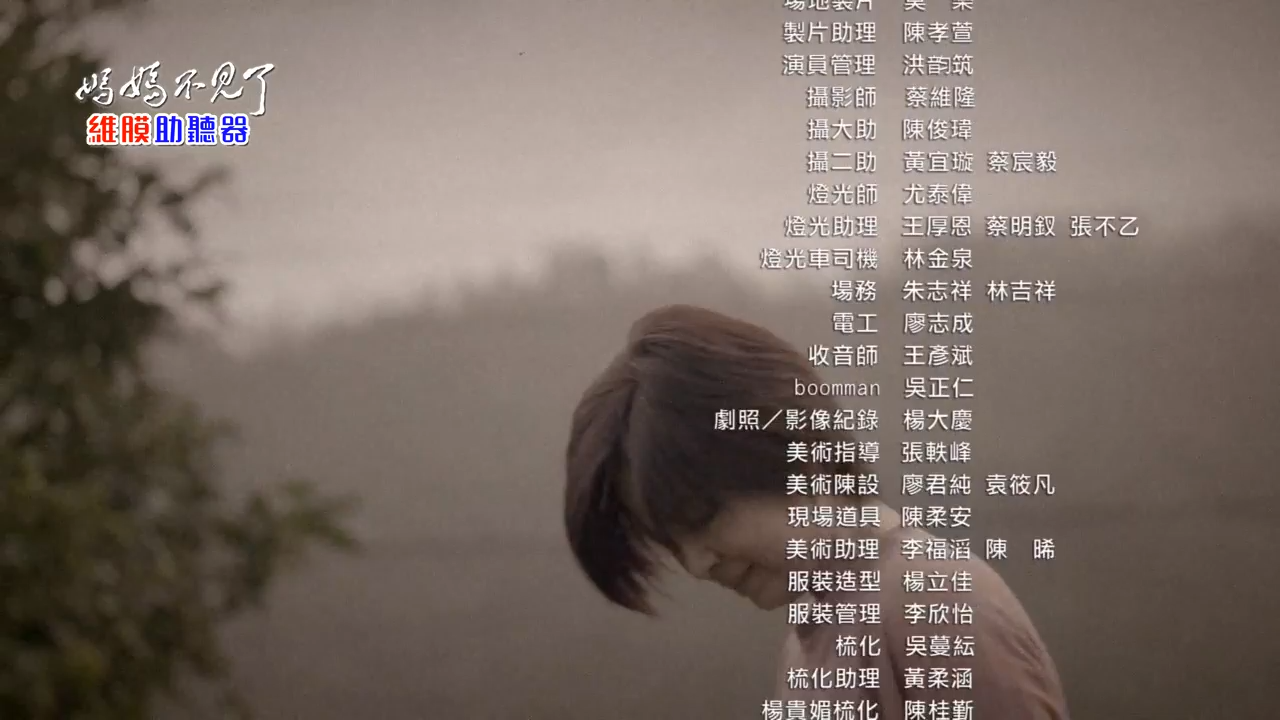 媽媽不見了
維膜助聽器
場地製片
製片助理 陳孝萱
演員管理 洪韵筑
攝影師 蔡維隆
攝大助 陳俊瑋
攝二助 黃宜璇 蔡宸毅
燈光師 尤泰偉
燈光助理 王厚恩 蔡明釵 張不乙
燈光車司機 林金泉
場務 朱志祥 林吉祥
電工 廖志成
收音師 王彥斌
boomman 吳正仁
劇照／影像紀錄 楊大慶
美術指導 張軼峰
美術陳設 廖君純 袁筱凡
現場道具 陳柔安
美術助理 李福滔 陳 晞
服裝造型 楊立佳
服裝管理 李欣怡
梳化 吳蔓紜
梳化助理 黃柔涵
楊貴媚梳化 陳桂勤